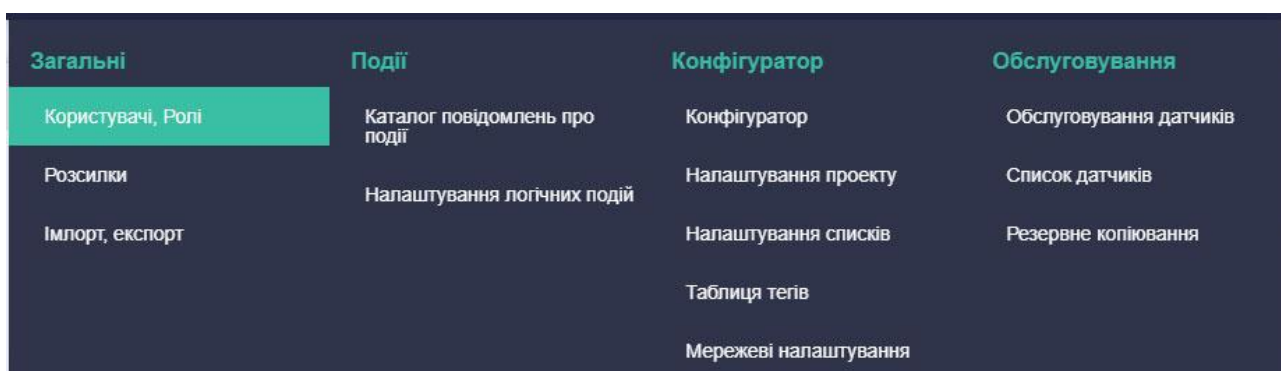 Загальні
Користувачі, Ролі
Розсилки
Імпорт, експорт
Події
Каталог повідомлень про
події
Налаштування логічних подій
Конфігуратор
Конфігуратор
Налаштування проекту
Налаштування списків
Таблиця тегів
Мережеві налаштування
Обслуговування
Обслуговування датчиків
Список датчиків
Резервне копіювання